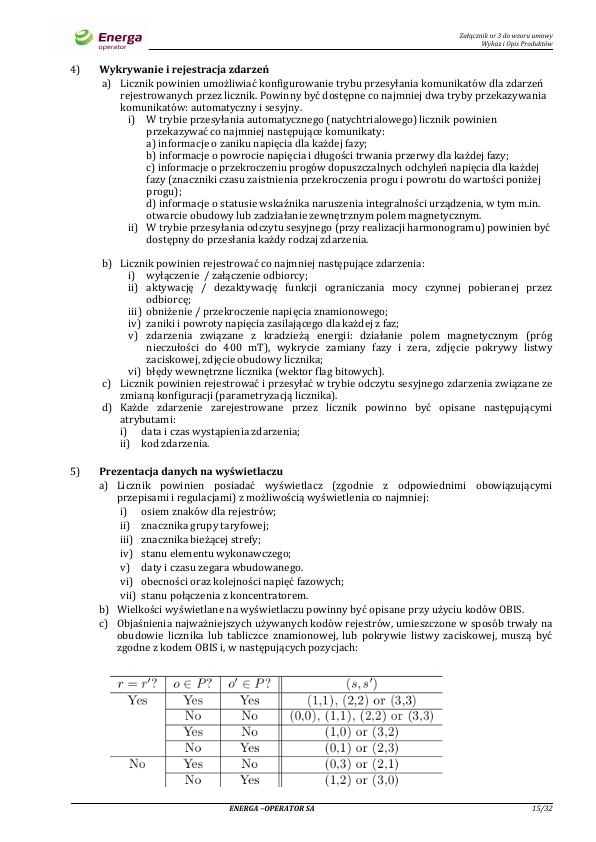 Energa
operator
Załącznik nr 3 do wzoru umowy
Wykaz i Opis Produktów
4) Wykrywanie i rejestracja zdarzeń
a) Licznik powinien umożliwiać konfigurowanie trybu przesyłania komunikatów dla zdarzeń
rejestrowanych przez licznik. Powinny być dostępne co najmniej dwa tryby przekazywania
komunikatów: automatyczny i sesyjny.
i) W trybie przesyłania automatycznego (natychtrialowego) licznik powinien
przekazywać co najmniej następujące komunikaty:
a) informacje o zaniku napięcia dla każdej fazy;
b) informacje o powrocie napięcia i długości trwania przerwy dla każdej fazy;
c) informacje o przekroczeniu progów dopuszczalnych odchyleń napięcia dla każdej
fazy (znaczniki czasu zaistnienia przekroczenia progu i powrotu do wartości poniżej
progu);
d) informacje o statusie wskaźnika naruszenia integralności urządzenia, w tym m.in.
otwarcie obudowy lub zadziałanie zewnętrznym polem magnetycznym.
ii) W trybie przesyłania odczytu sesyjnego (przy realizacji harmonogramu) powinien być
dostępny do przesłania każdy rodzaj zdarzenia.
b) Licznik powinien rejestrować co najmniej następujące zdarzenia:
i) wyłączenie / załączenie odbiorcy;
ii) aktywację / dezaktywację funkcji ograniczania mocy czynnej pobieranej przez
odbiorcę;
iii) obniżenie / przekroczenie napięcia znamionowego;
iv) zaniki i powroty napięcia zasilającego dla każdej z faz;
v) zdarzenia związane z kradzieżą energii: działanie polem magnetycznym (próg
nieczułości do 400 mT), wykrycie zamiany fazy i zera, zdjęcie pokrywy listwy
zaciskowej, zdjęcie obudowy licznika;
vi) błędy wewnętrzne licznika (wektor flag bitowych).
c) Licznik powinien rejestrować i przesyłać w trybie odczytu sesyjnego zdarzenia związane ze
zmianą konfiguracji (parametryzacją licznika).
d) Każde zdarzenie zarejestrowane przez licznik powinno być opisane następującymi
atrybutami:
i) data i czas wystąpienia zdarzenia;
ii) kod zdarzenia.
5) Prezentacja danych na wyświetlaczu
a) Licznik powinien posiadać wyświetlacz (zgodnie z odpowiednimi obowiązującymi
przepisami i regulacjami) z możliwością wyświetlenia co najmniej:
i) osiem znaków dla rejestrów;
ii) znacznika grupy taryfowej;
iii) znacznika bieżącej strefy;
iv) stanu elementu wykonawczego;
v) daty i czasu zegara wbudowanego.
vi) obecności oraz kolejności napięć fazowych;
vii) stanu połączenia z koncentratorem.
b) Wielkości wyświetlane na wyświetlaczu powinny być opisane przy użyciu kodów OBIS.
c) Objaśnienia najważniejszych używanych kodów rejestrów, umieszczone w sposób trwały na
obudowie licznika lub tabliczce znamionowej, lub pokrywie listwy zaciskowej, muszą być
zgodne z kodem OBIS i, w następujących pozycjach:
r = r′? o ∈ P? o′ ∈ P? (s, s′)
Yes Yes Yes (1,1), (2,2) or (3,3)
No No (0,0), (1,1), (2,2) or (3,3)
Yes No (1,0) or (3,2)
No Yes (0,1) or (2,3)
No Yes No (0,3) or (2,1)
No Yes (1,2) or (3,0)
ENERGA –OPERATOR SA 15/32